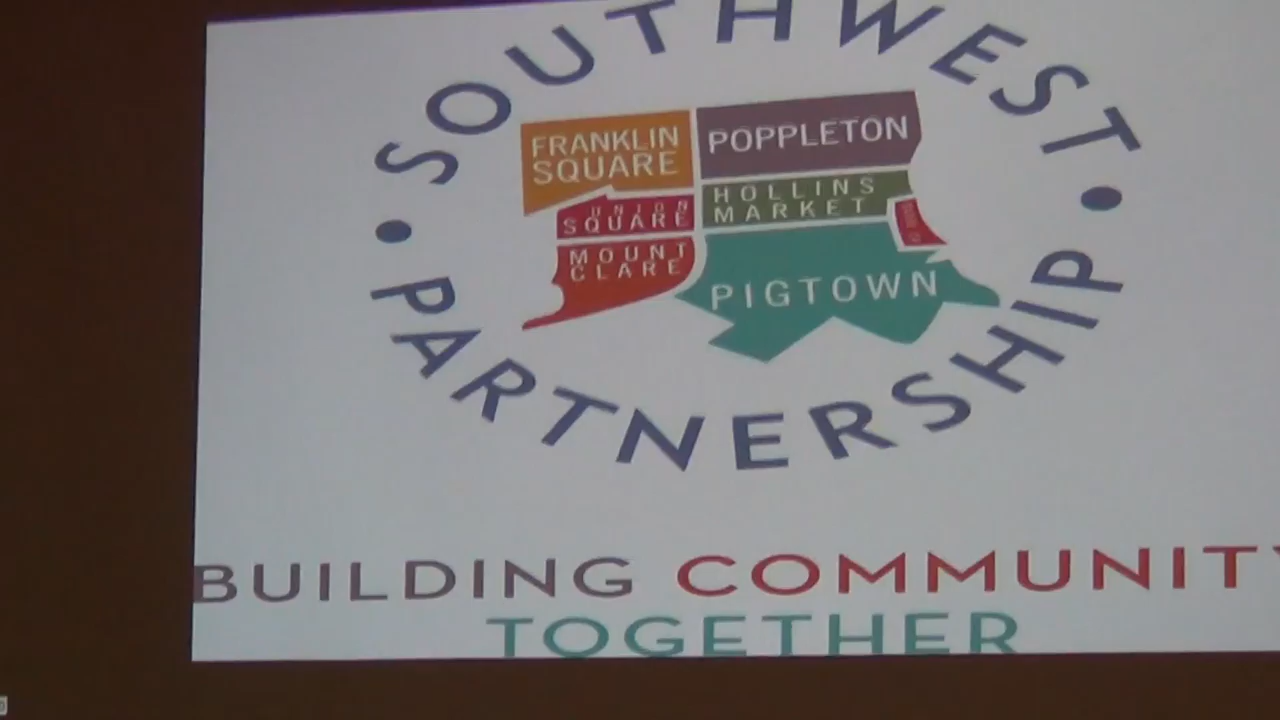 SOUTHWEST
FRANKLIN
SQUARE
POPPLETON
HOLLINS
MARKET
UNION
SQUARE
MOUNT
CLARE
PIGTOWN
PARTNERSHIP
BUILDING COMMUNITY
TOGETHER